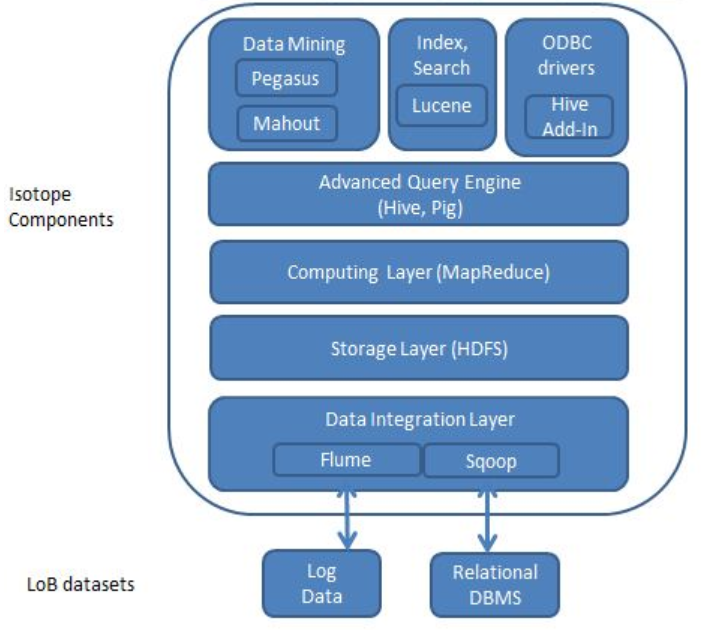 Data Mining
Pegasus
Mahout
Index,
Search
Lucene
ODBC
drivers
Hive
Add-In
Isotope
Components
Advanced Query Engine
(Hive, Pig)
Computing Layer (MapReduce)
Storage Layer (HDFS)
Data Integration Layer
Flume
Sqoop
LoB datasets
Log
Data
Relational
DBMS